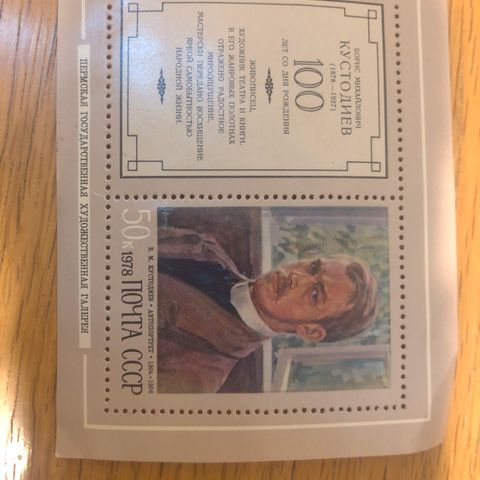 БОРИС МИХАЙЛОВИЧ
КУСТОДИЕВ
(1878—1927)
100
ЛЕТ СО ДНЯ РОЖДЕНИЯ
ЖИВОПИСЕЦ,
ХУДОЖНИК ТЕАТРА И КНИГИ.
В ЕГО ЖАНРОВЫХ ПОЛОТНАХ
ОТРАЖЕНО РАДОСТНОЕ
МИРООЩУЩЕНИЕ,
МАСТЕРСКИ ПЕРЕДАНО ВОСХИЩЕНИЕ
ЯРКОЙ САМОБЫТНОСТЬЮ
НАРОДНОЙ ЖИЗНИ.
Б. М. КУСТОДИЕВ • АВТОПОРТРЕТ • 1904—1904
50к 1978 ПОЧТА СССР
ПЕРМСКАЯ ГОСУДАРСТВЕННАЯ ХУДОЖЕСТВЕННАЯ ГАЛЕРЕЯ